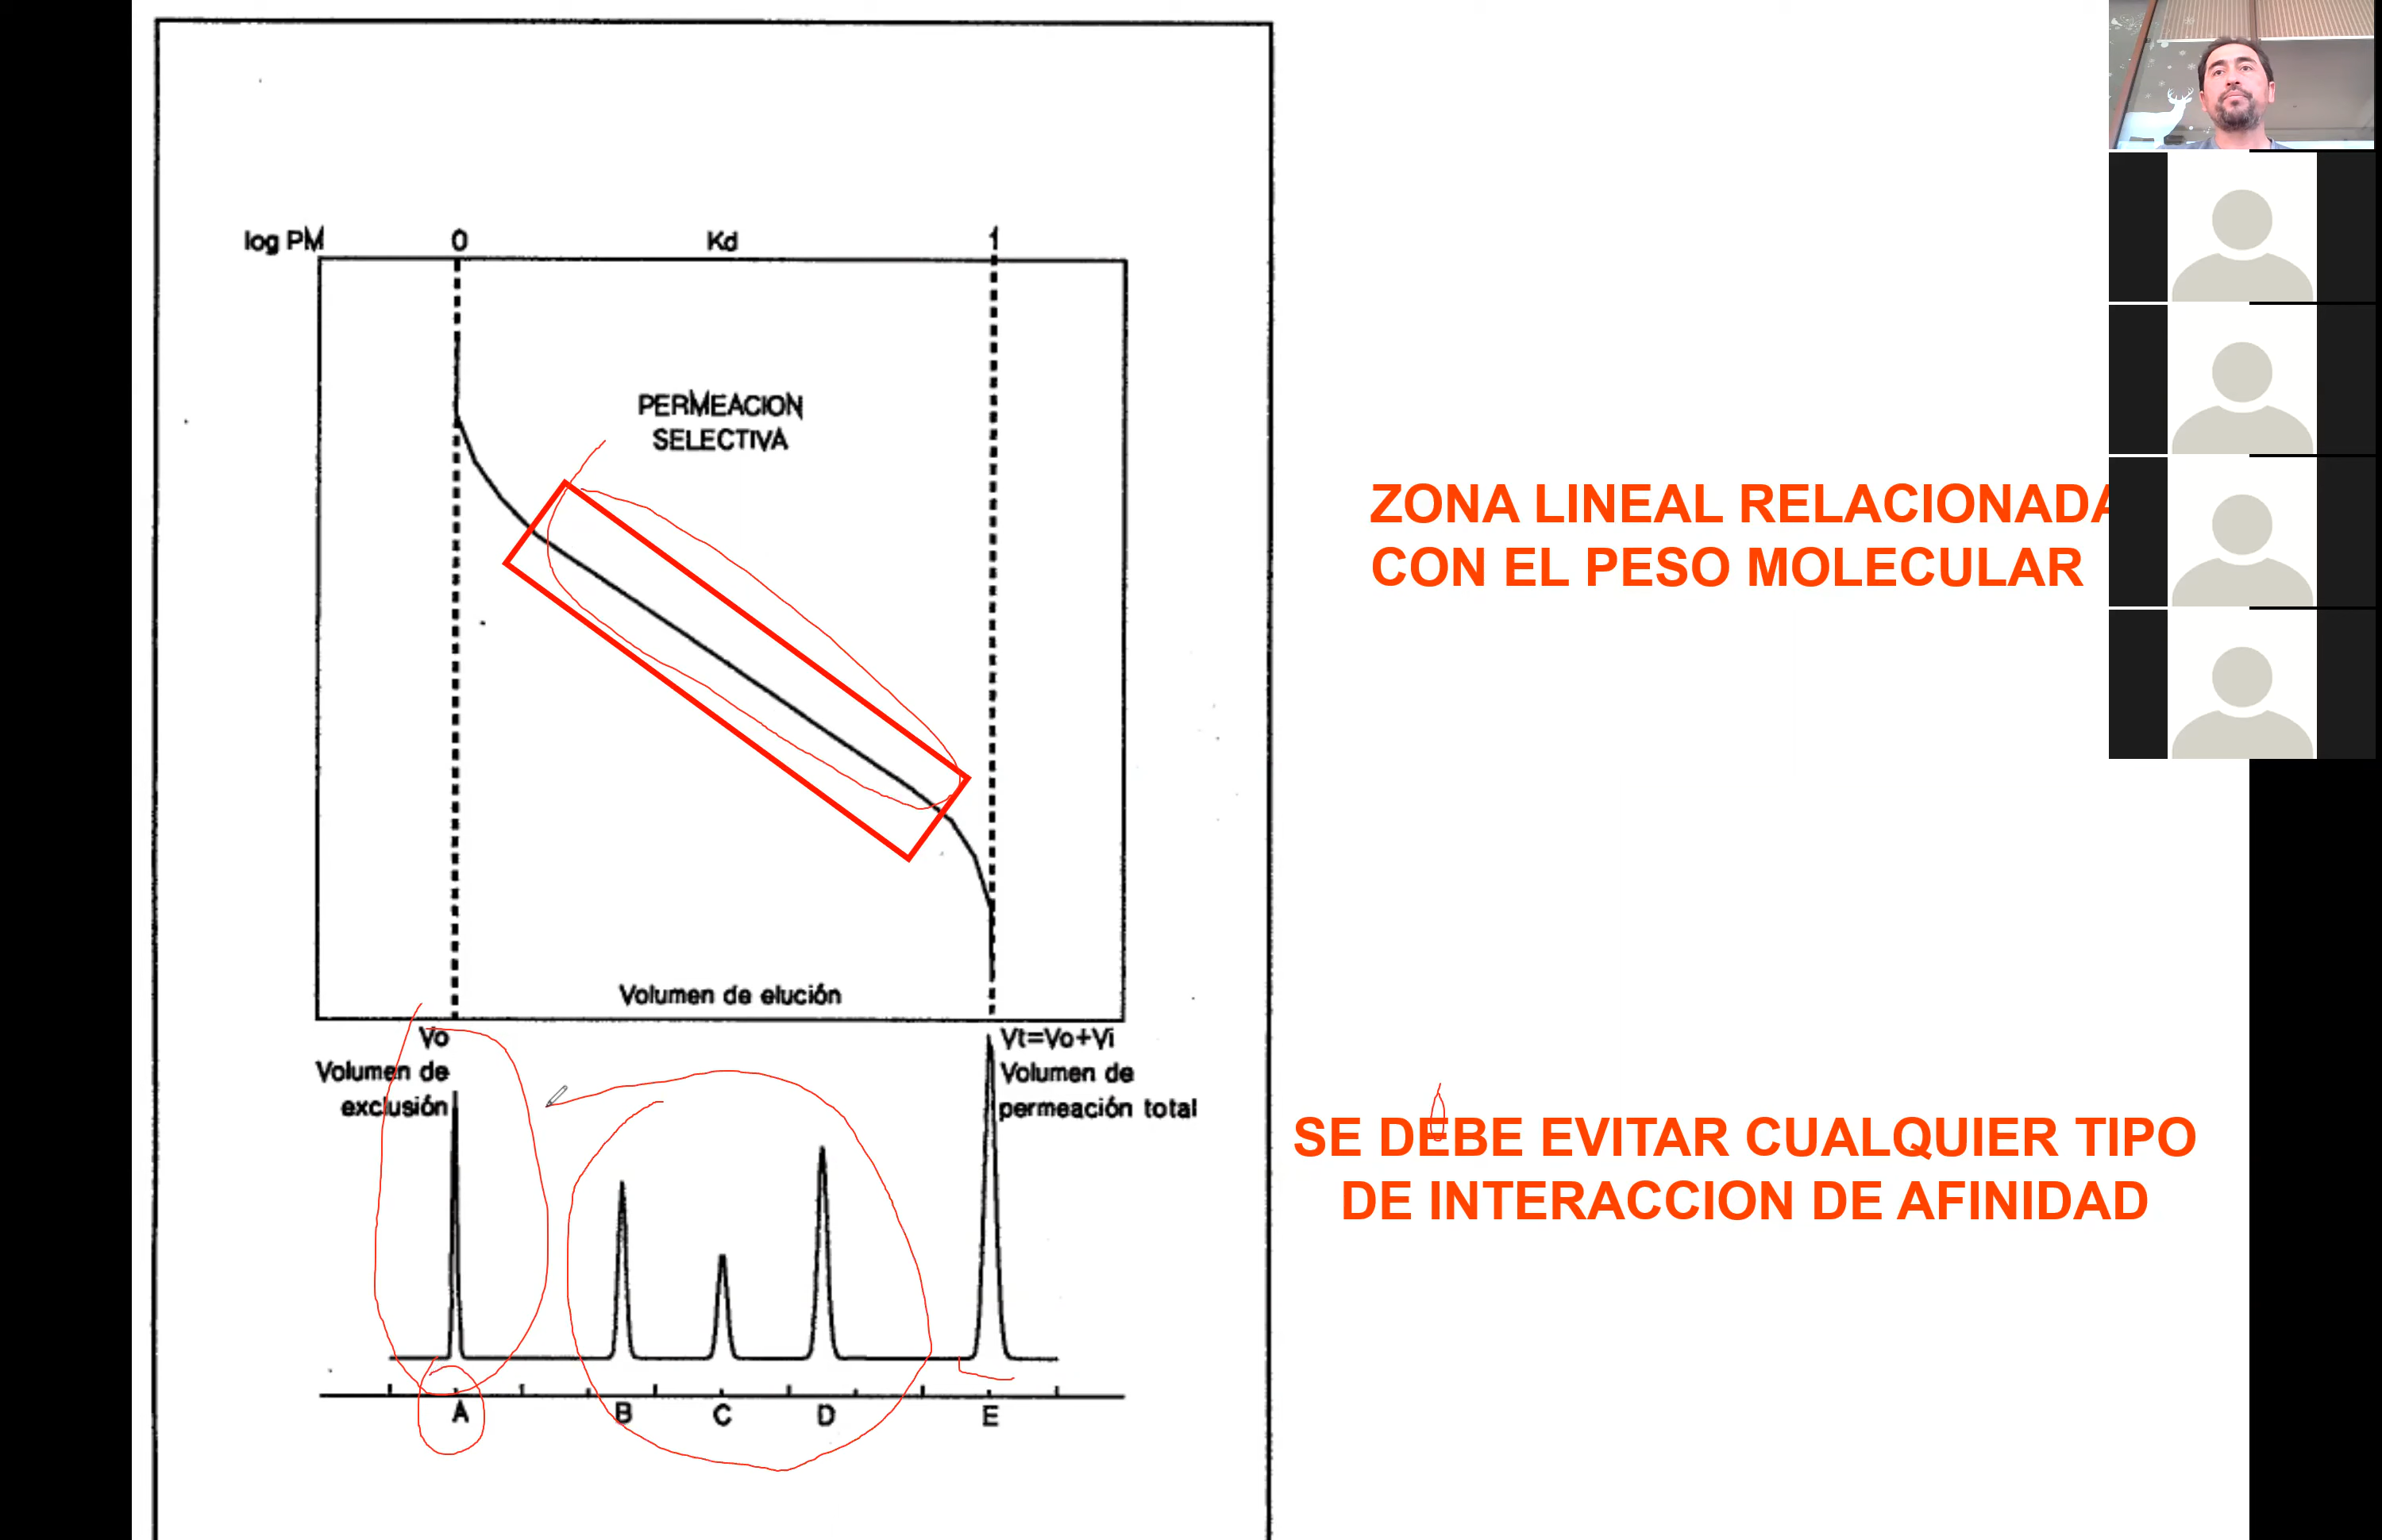 log PM 0 Kd 1
PERMEACION
SELECTIVA
Volumen de elución
Vo
Volumen de
exclusión
Vt=Vo+Vi
Volumen de
permeación total
A B C D E
ZONA LINEAL RELACIONADA
CON EL PESO MOLECULAR
SE DEBE EVITAR CUALQUIER TIPO
DE INTERACCION DE AFINIDAD